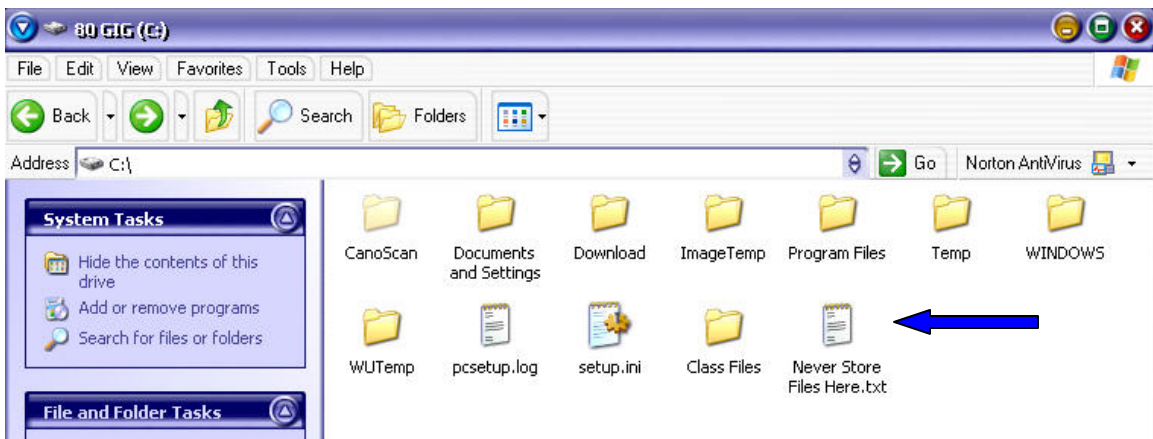 80 GIG (C:)
File Edit View Favorites Tools Help
Back Search Folders
Address C:\ Go Norton AntiVirus
System Tasks
Hide the contents of this
drive
Add or remove programs
Search for files or folders
File and Folder Tasks
CanoScan Documents Download ImageTemp Program Files Temp WINDOWS
and Settings
WUTemp pcsetup.log setup.ini Class Files Never Store
Files Here.txt